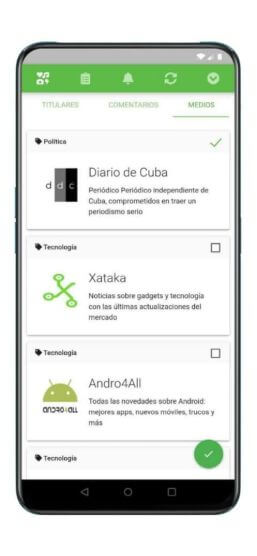 TITULARES COMENTARIOS MEDIOS
Política
ddc
Diario de Cuba
Periódico Periódico independiente de
Cuba, comprometidos en traer un
periodismo serio
Tecnología
Xataka
Noticias sobre gadgets y tecnología
con las últimas actualizaciones del
mercado
Tecnología
ANDRO4ALL
Andro4All
Todas las novedades sobre Android:
mejores apps, nuevos móviles, trucos y
más
Tecnología